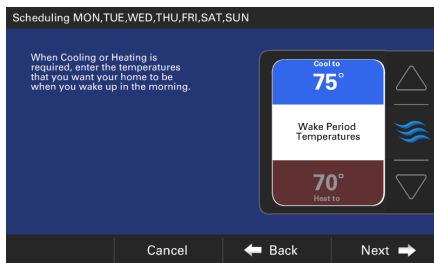 Scheduling MON,TUE,WED,THU,FRI,SAT,SUN
When Cooling or Heating is
required, enter the temperatures
that you want your home to be
when you wake up in the morning.
Cool to
75°
Wake Period
Temperatures
70°
Heat to
Cancel
Back
Next